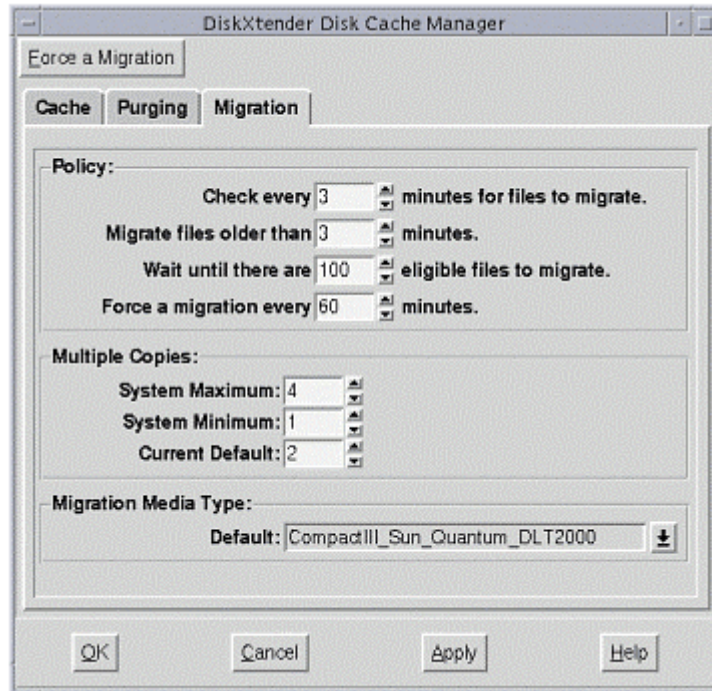 DiskXtender Disk Cache Manager
Force a Migration
Cache Purging Migration
Policy:
Check every 3 minutes for files to migrate.
Migrate files older than 3 minutes.
Wait until there are 100 eligible files to migrate.
Force a migration every 60 minutes.
Multiple Copies:
System Maximum: 4
System Minimum: 1
Current Default: 2
Migration Media Type:
Default: CompactIII_Sun_Quantum_DLT2000
OK Cancel Apply Help